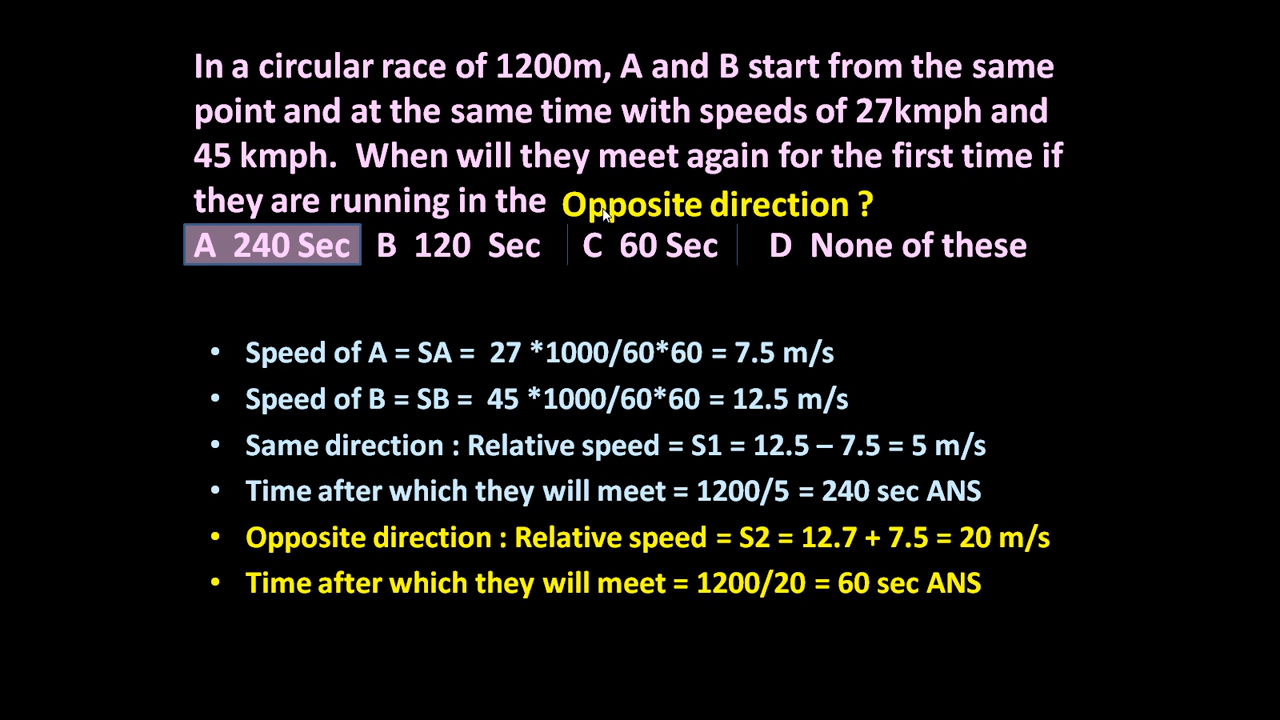 In a circular race of 1200m, A and B start from the same
point and at the same time with speeds of 27kmph and
45 kmph. When will they meet again for the first time if
they are running in the Opposite direction ?
A 240 Sec B 120 Sec C 60 Sec D None of these
• Speed of A = SA = 27 *1000/60*60 = 7.5 m/s
• Speed of B = SB = 45 *1000/60*60 = 12.5 m/s
• Same direction : Relative speed = S1 = 12.5 – 7.5 = 5 m/s
• Time after which they will meet = 1200/5 = 240 sec ANS
• Opposite direction : Relative speed = S2 = 12.7 + 7.5 = 20 m/s
• Time after which they will meet = 1200/20 = 60 sec ANS